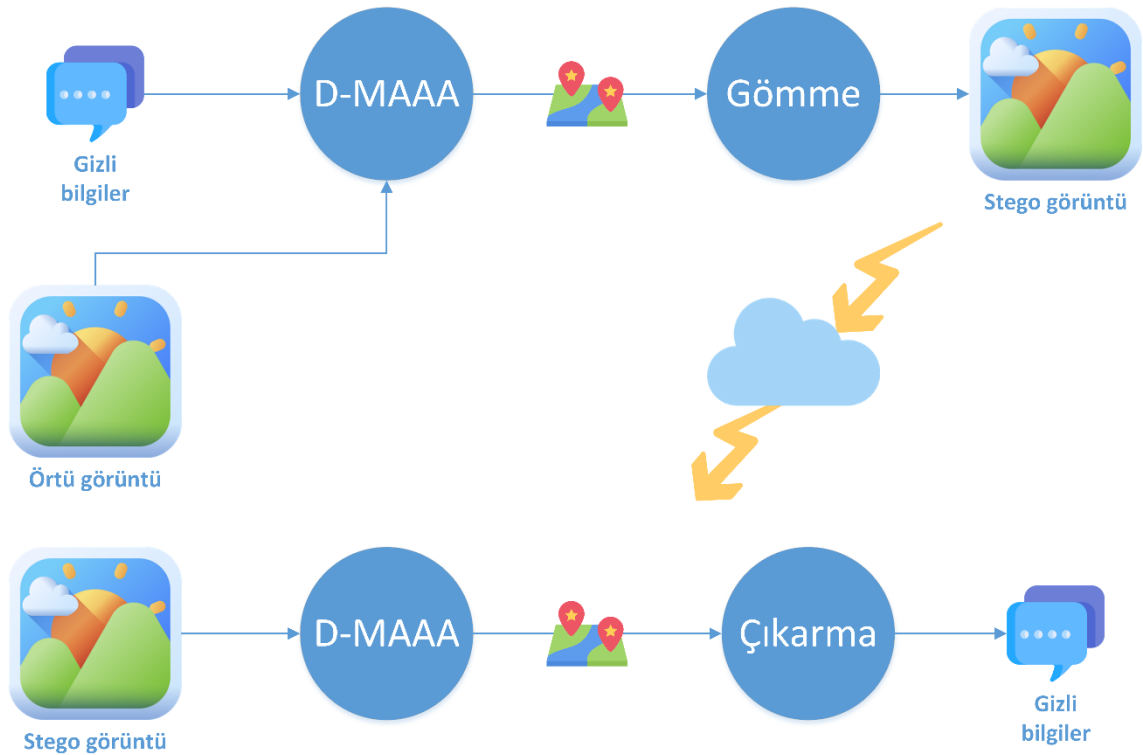 D-MAAA
Gömme
Gizli
bilgiler
Stego görüntü
Örtü görüntü
D-MAAA
Çıkarma
Stego görüntü
Gizli
bilgiler